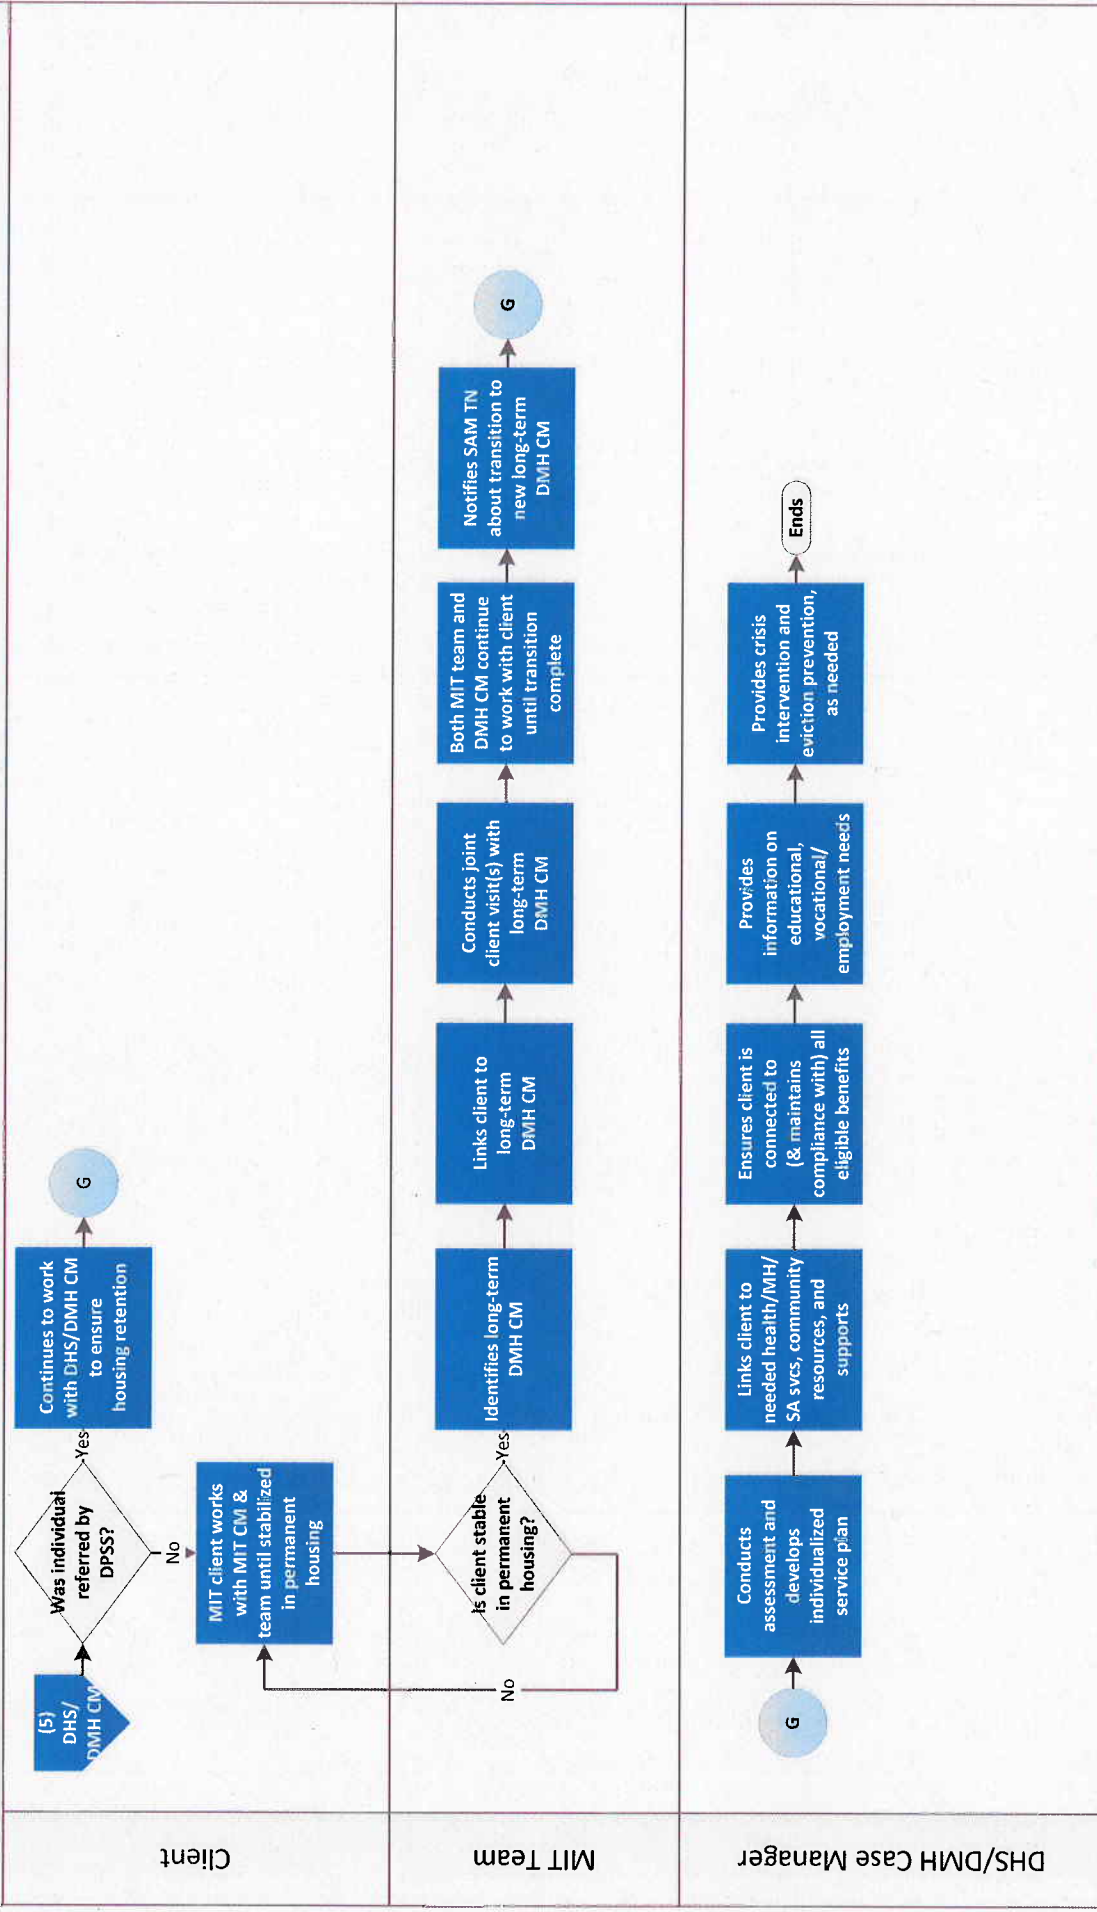 Client
(5)
DHS/
DMH CM
Was individual
referred by
DPSS?
Yes
Continues to work
with DHS/DMH CM
to ensure
housing retention
G
No
MIT client works
with MIT CM &
team until stabilized
in permanent
housing
MIT Team
Is client stable
in permanent
housing?
No
Yes
Identifies long-term
DMH CM
Links client to
long-term
DMH CM
Conducts joint
client visit(s) with
long-term
DMH CM
Both MIT team and
DMH CM continue
to work with client
until transition
complete
Notifies SAM TN
about transition to
new long-term
DMH CM
G
DHS/DMH Case Manager
G
Conducts
assessment and
develops
individualized
service plan
Links client to
needed health/MH/
SA svcs, community
resources, and
supports
Ensures client is
connected to
(& maintains
compliance with) all
eligible benefits
Provides
information on
educational,
vocational/
employment needs
Provides crisis
intervention and
eviction prevention,
as needed
Ends